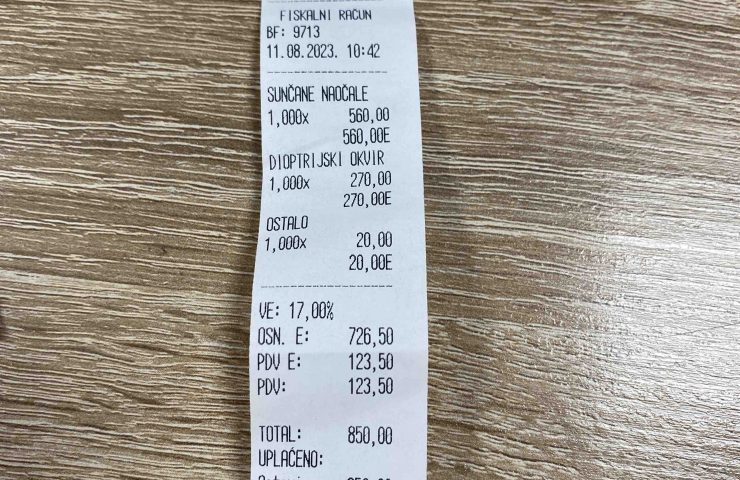 FISKALNI RAČUN
BF: 9713
11.08.2023. 10:42
SUNČANE NAOČALE
1,000x 560,00
560,00E
DIOPTRIJSKI OKVIR
1,000x 270,00
270,00E
OSTALO
1,000x 20,00
20,00E
VE: 17,00%
OSN. E: 726,50
PDV E: 123,50
PDV: 123,50
TOTAL: 850,00
UPLAĆENO: